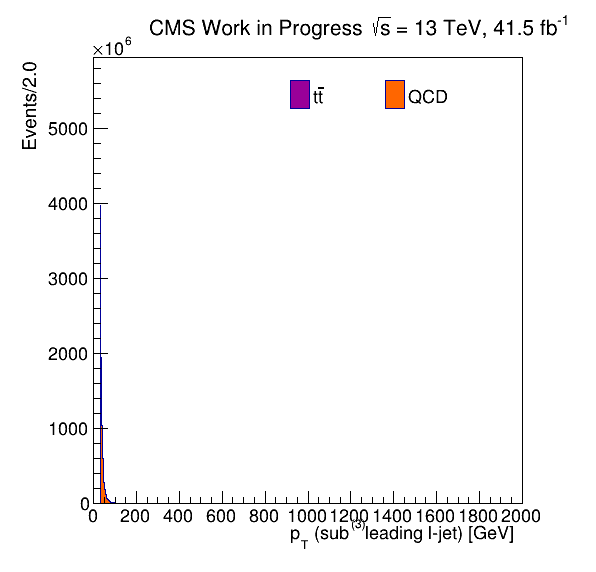 CMS Work in Progress √s = 13 TeV, 41.5 fb-1
×10^6
Events/2.0
tt̄
QCD
5000
4000
3000
2000
1000
0
0 200 400 600 800 1000 1200 1400 1600 1800 2000
p_T (sub^(3)leading l-jet) [GeV]